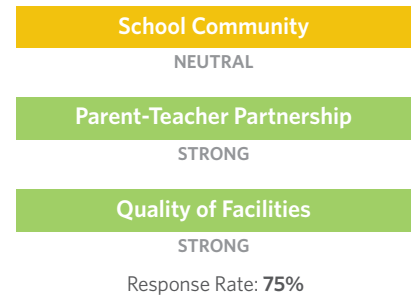 School Community
NEUTRAL
Parent-Teacher Partnership
STRONG
Quality of Facilities
STRONG
Response Rate: 75%